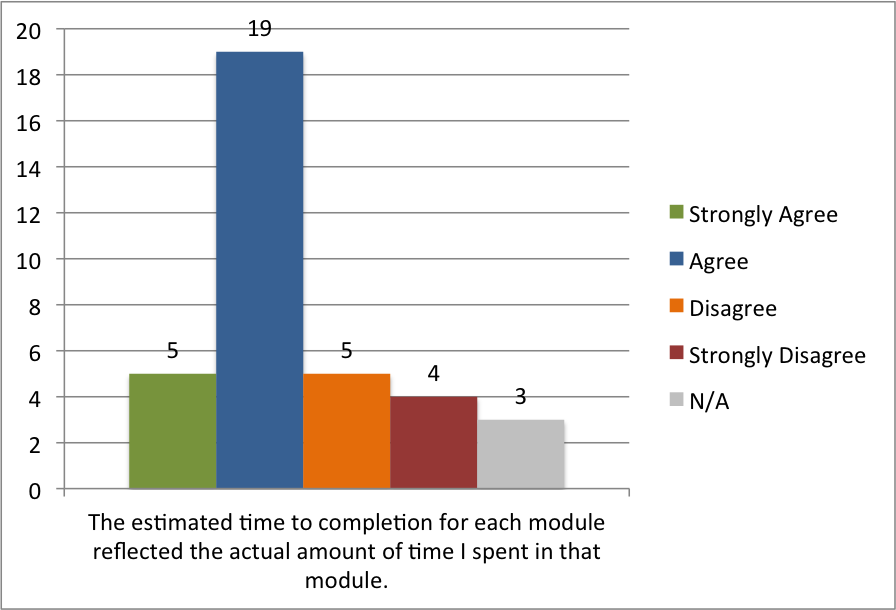 20
18
16
14
12
10
8
6
4
2
0
5
19
5
4
3
The estimated time to completion for each module
reflected the actual amount of time I spent in that
module.
Strongly Agree
Agree
Disagree
Strongly Disagree
N/A